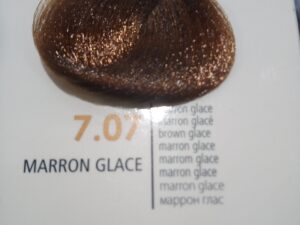 7.07
MARRON GLACE
marron glace
marron glacé
brown glace
marron glace
marrom glace
marron glace
marron glace
маррон глас